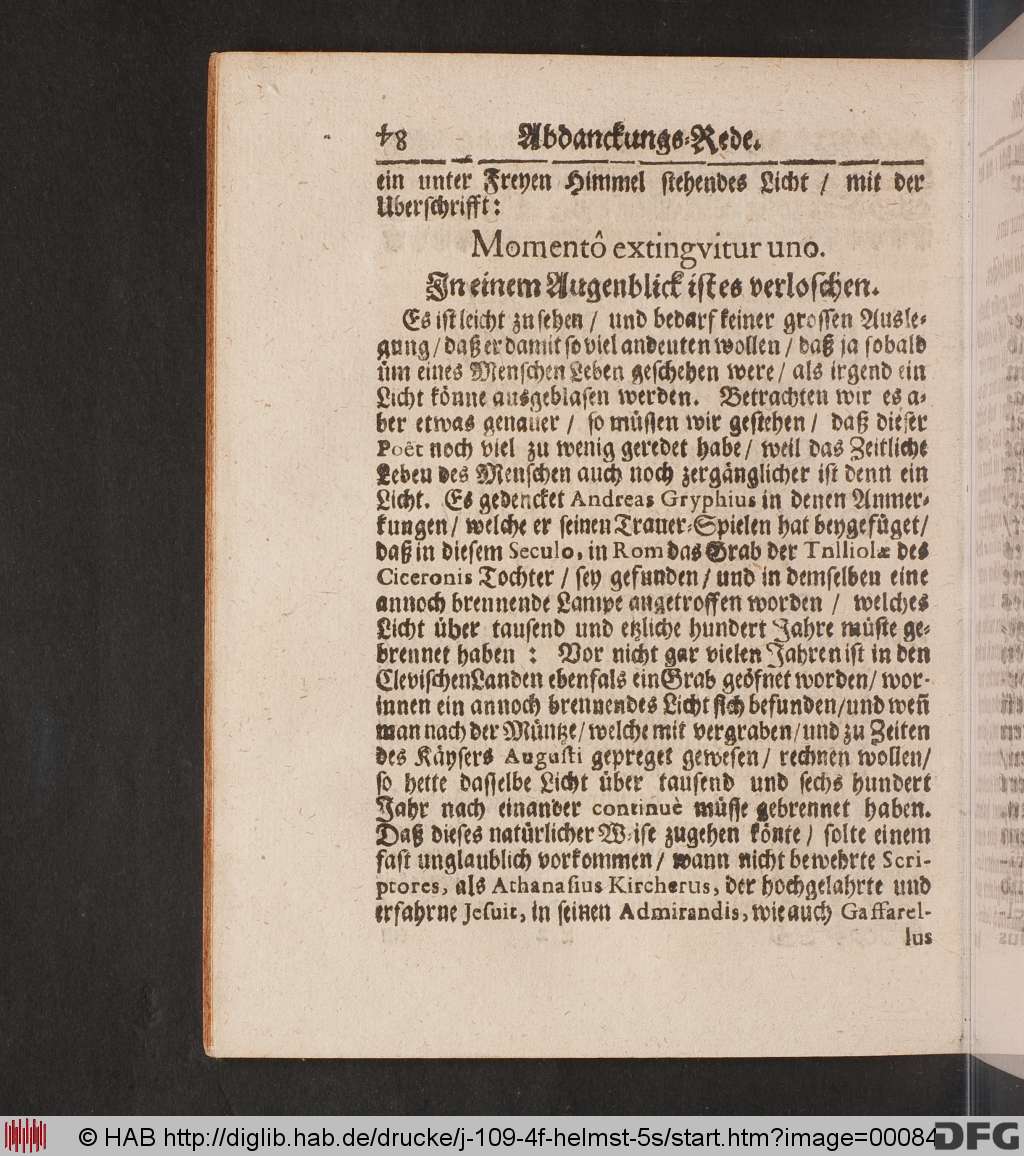 48 Abdanckungs-Rede.
ein unter Freyen Himmel stehendes Licht / mit der
Uberschrifft:
Momentô extingvitur uno.
In einem Augenblick ist es verloschen.
Es ist leicht zu sehen / und bedarf keiner grossen Ausle-
gung / daß er damit so viel andeuten wollen / daß ja sobald
üm eines Menschen Leben geschehen were / als irgend ein
Licht könne ausgeblasen werden. Betrachten wir es a-
ber etwas genauer / so müssen wir gestehen / daß dieser
Poët noch viel zu wenig geredet habe / weil das Zeitliche
Leben des Menschen auch noch zergänglicher ist denn ein
Licht. Es gedencket Andreas Gryphius in denen Anmer-
kungen / welche er seinen Trauer-Spielen hat beygefüget /
daß in diesem Seculo, in Rom das Grab der Tnlliolæ des
Ciceronis Tochter / sey gefunden / und in demselben eine
annoch brennende Lampe angetroffen worden / welches
Licht über tausend und etzliche hundert Jahre müste ge-
brennet haben : Vor nicht gar vielen Jahren ist in den
Clevischen Landen ebenfals ein Grab geöfnet worden / wor-
innen ein annoch brennendes Licht sich befunden / und weñ
man nach der Müntze / welche mit vergraben / und zu Zeiten
des Käysers Augusti gepreget gewesen / rechnen wollen /
so hette dasselbe Licht über tausend und sechs hundert
Jahr nach einander continuè müsse gebrennet haben.
Daß dieses natürlicher Weise zugehen könte / solte einem
fast unglaublich vorkommen / wann nicht bewehrte Scri-
ptores, als Athanasius Kircherus, der hochgelahrte und
erfahrne Jesuit, in seinen Admirandis, wie auch Gaffarel-
lus
© HAB http://diglib.hab.de/drucke/j-109-4f-helmst-5s/start.htm?image=00084
DFG